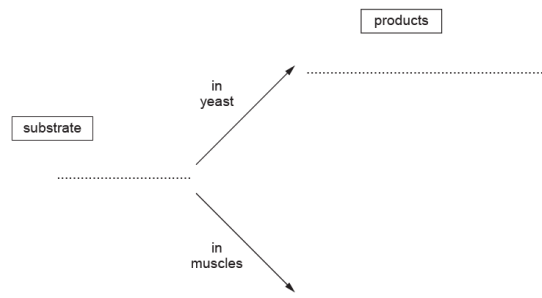 products
in
yeast
substrate
in
muscles